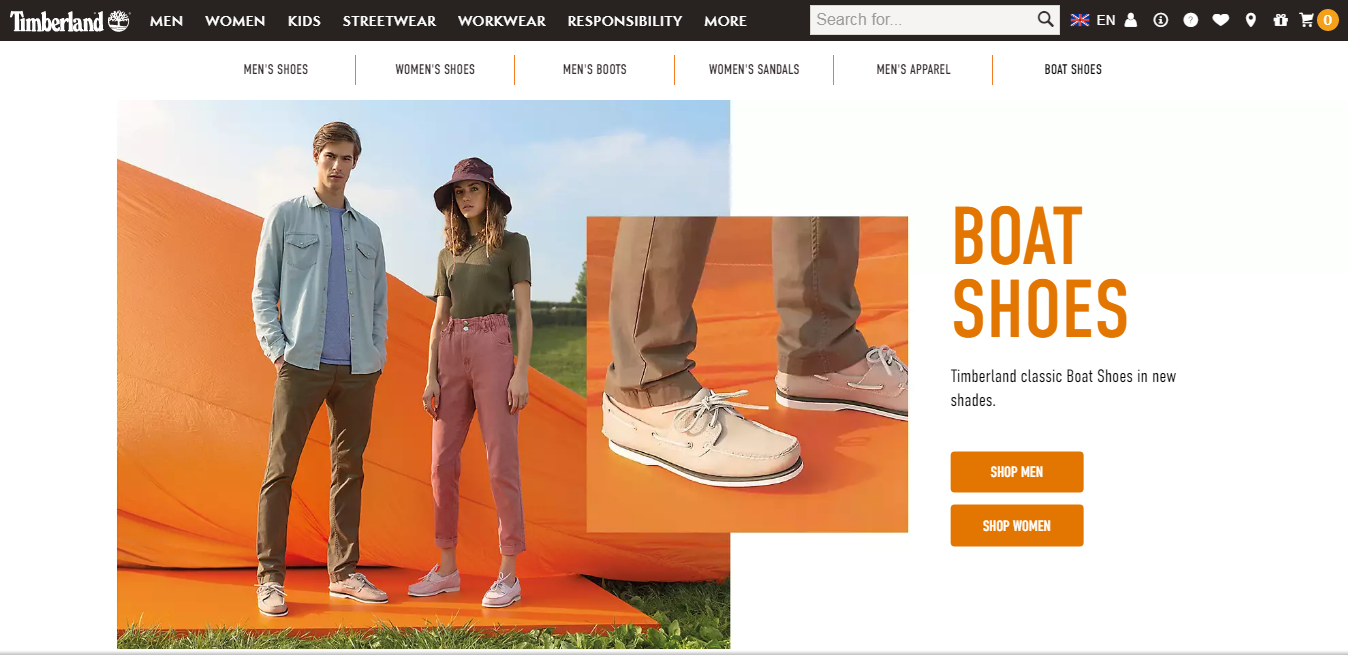 Timberland MEN WOMEN KIDS STREETWEAR WORKWEAR RESPONSIBILITY MORE Search for... EN 0
MEN'S SHOES WOMEN'S SHOES MEN'S BOOTS WOMEN'S SANDALS MEN'S APPAREL BOAT SHOES
BOAT
SHOES
Timberland classic Boat Shoes in new
shades.
SHOP MEN
SHOP WOMEN